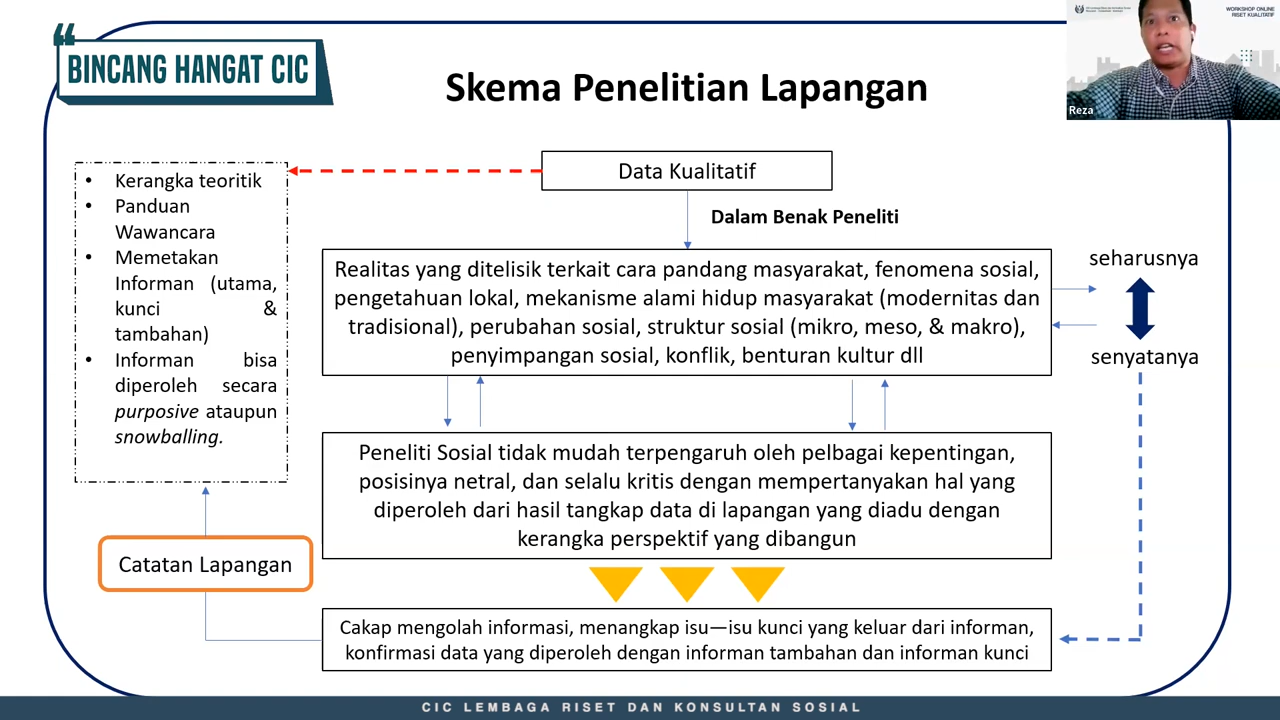 BINCANG HANGAT CIC
Skema Penelitian Lapangan
WORKSHOP ONLINE
RISET KUALITATIF
Reza
• Kerangka teoritik
• Panduan
Wawancara
• Memetakan
Informan (utama,
kunci &
tambahan)
• Informan bisa
diperoleh secara
purposive ataupun
snowballing.
Data Kualitatif
Dalam Benak Peneliti
Realitas yang ditelisik terkait cara pandang masyarakat, fenomena sosial,
pengetahuan lokal, mekanisme alami hidup masyarakat (modernitas dan
tradisional), perubahan sosial, struktur sosial (mikro, meso, & makro),
penyimpangan sosial, konflik, benturan kultur dll
seharusnya
senyatanya
Peneliti Sosial tidak mudah terpengaruh oleh pelbagai kepentingan,
posisinya netral, dan selalu kritis dengan mempertanyakan hal yang
diperoleh dari hasil tangkap data di lapangan yang diadu dengan
kerangka perspektif yang dibangun
Catatan Lapangan
Cakap mengolah informasi, menangkap isu—isu kunci yang keluar dari informan,
konfirmasi data yang diperoleh dengan informan tambahan dan informan kunci
CIC LEMBAGA RISET DAN KONSULTAN SOSIAL